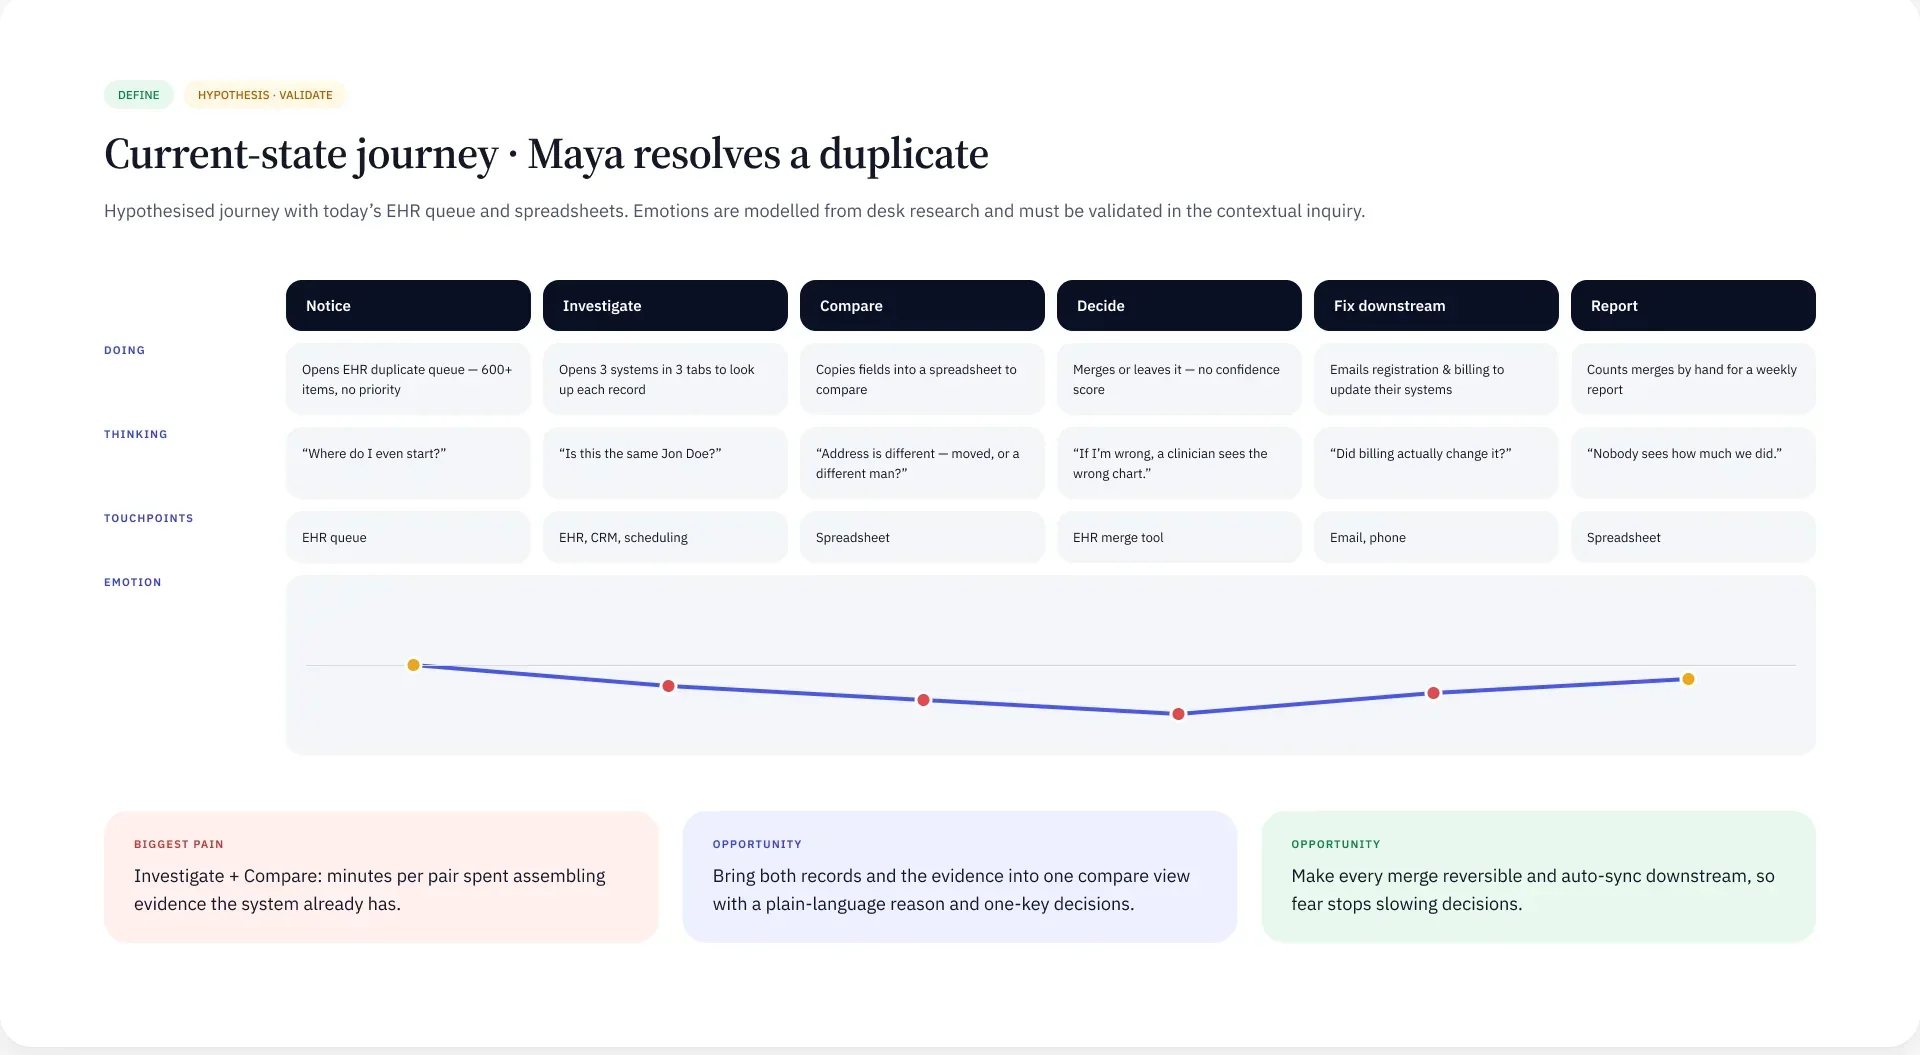 DEFINE
HYPOTHESIS · VALIDATE
Current-state journey · Maya resolves a duplicate
Hypothesised journey with today’s EHR queue and spreadsheets. Emotions are modelled from desk research and must be validated in the contextual inquiry.
Notice
Investigate
Compare
Decide
Fix downstream
Report
DOING
Opens EHR duplicate queue — 600+
items, no priority
Opens 3 systems in 3 tabs to look
up each record
Copies fields into a spreadsheet to
compare
Merges or leaves it — no confidence
score
Emails registration & billing to
update their systems
Counts merges by hand for a weekly
report
THINKING
“Where do I even start?”
“Is this the same Jon Doe?”
“Address is different — moved, or a
different man?”
“If I’m wrong, a clinician sees the
wrong chart.”
“Did billing actually change it?”
“Nobody sees how much we did.”
TOUCHPOINTS
EHR queue
EHR, CRM, scheduling
Spreadsheet
EHR merge tool
Email, phone
Spreadsheet
EMOTION
BIGGEST PAIN
Investigate + Compare: minutes per pair spent assembling
evidence the system already has.
OPPORTUNITY
Bring both records and the evidence into one compare view
with a plain-language reason and one-key decisions.
OPPORTUNITY
Make every merge reversible and auto-sync downstream, so
fear stops slowing decisions.